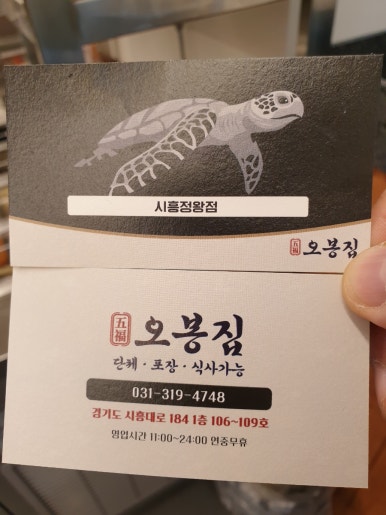 시흥정왕점
五福 오봉집
五福 오봉집
단체 · 포장 · 식사가능
031-319-4748
경기도 시흥대로 184 1층 106~109호
영업시간 11:00~24:00 연중무휴